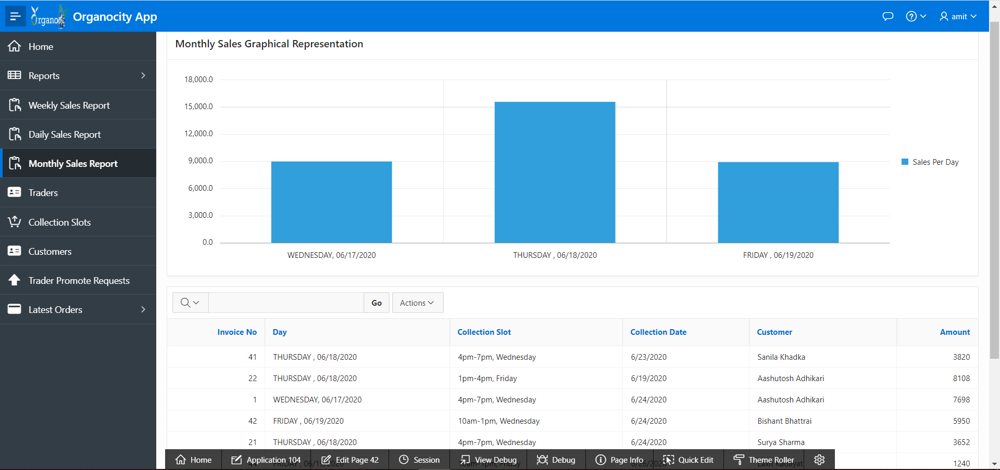 Organo Organocity App amit
Home
Reports
Weekly Sales Report
Daily Sales Report
Monthly Sales Report
Traders
Collection Slots
Customers
Trader Promote Requests
Latest Orders
Monthly Sales Graphical Representation
18,000.0
15,000.0
12,000.0
9,000.0
6,000.0
3,000.0
0.0
WEDNESDAY, 06/17/2020 THURSDAY , 06/18/2020 FRIDAY , 06/19/2020
Sales Per Day
Go Actions
Invoice No Day Collection Slot Collection Date Customer Amount
41 THURSDAY , 06/18/2020 4pm-7pm, Wednesday 6/23/2020 Sanila Khadka 3820
22 THURSDAY , 06/18/2020 1pm-4pm, Friday 6/19/2020 Aashutosh Adhikari 8108
1 WEDNESDAY, 06/17/2020 4pm-7pm, Wednesday 6/24/2020 Aashutosh Adhikari 7698
42 FRIDAY , 06/19/2020 10am-1pm, Wednesday 6/24/2020 Bishant Bhattrai 5950
21 THURSDAY , 06/18/2020 4pm-7pm, Wednesday 6/24/2020 Surya Sharma 3652
FRIDAY , 06/19/2020 10am-1pm, Friday 6/26/2020 Laxit Kadayat 1240
Home Application 104 Edit Page 42 Session View Debug Debug Page Info Quick Edit Theme Roller